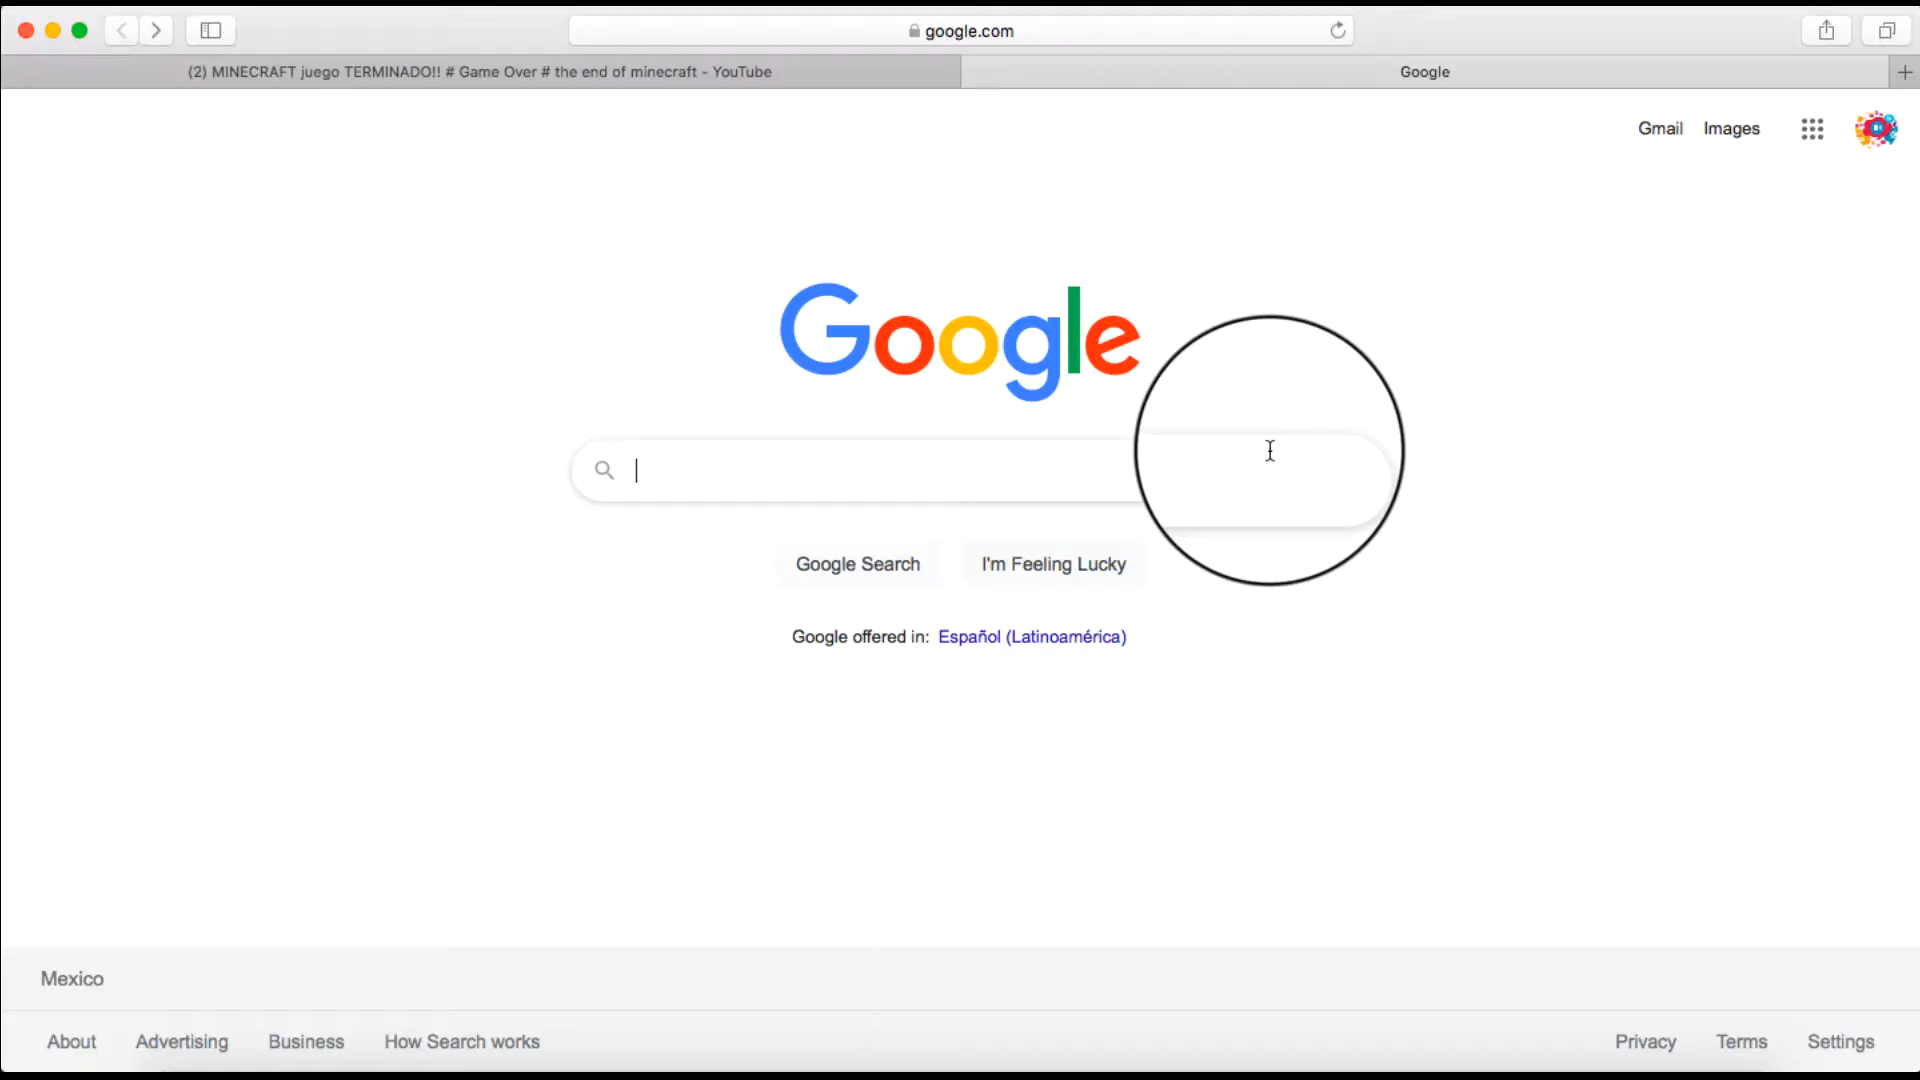 google.com
(2) MINECRAFT juego TERMINADO!! # Game Over # the end of minecraft - YouTube
Google
Gmail Images
Google
Google Search I'm Feeling Lucky
Google offered in: Español (Latinoamérica)
Mexico
About Advertising Business How Search works Privacy Terms Settings